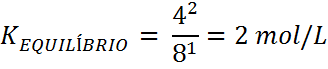 K_EQUILÍBRIO = 4²/8¹ = 2 mol/L